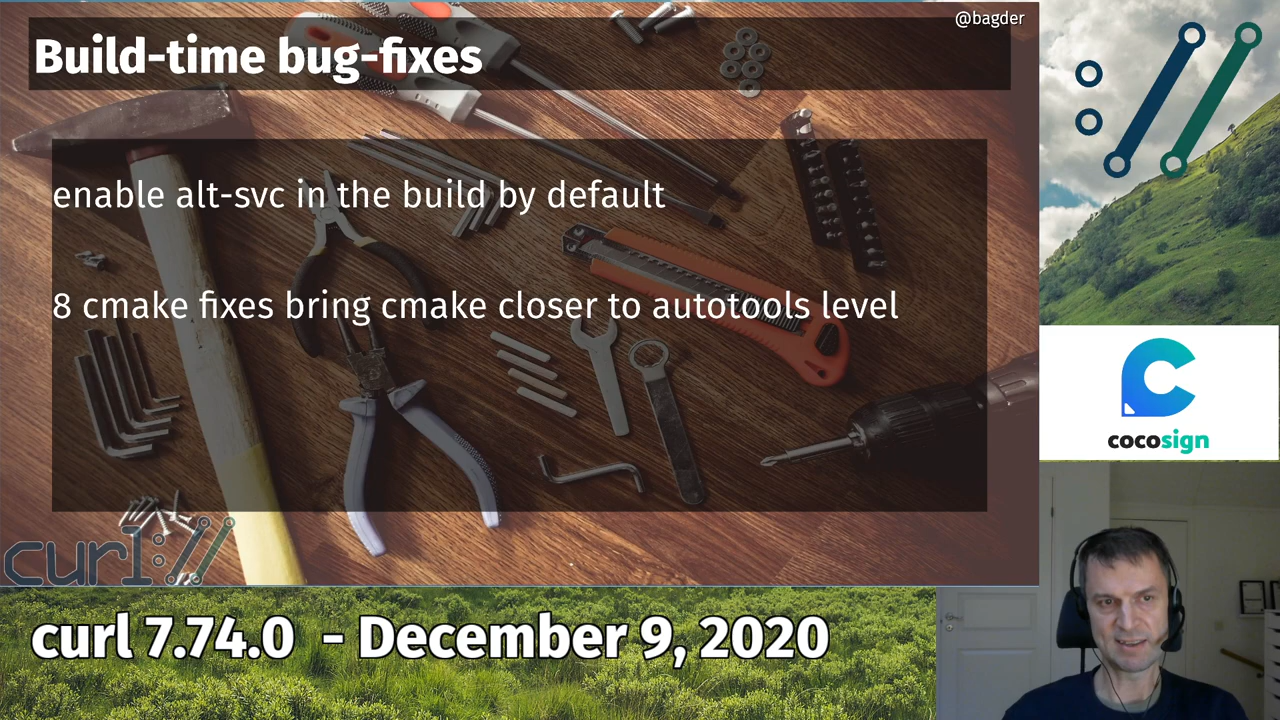 @bagder
Build-time bug-fixes
enable alt-svc in the build by default
8 cmake fixes bring cmake closer to autotools level
cocosign
curl://
curl 7.74.0 - December 9, 2020